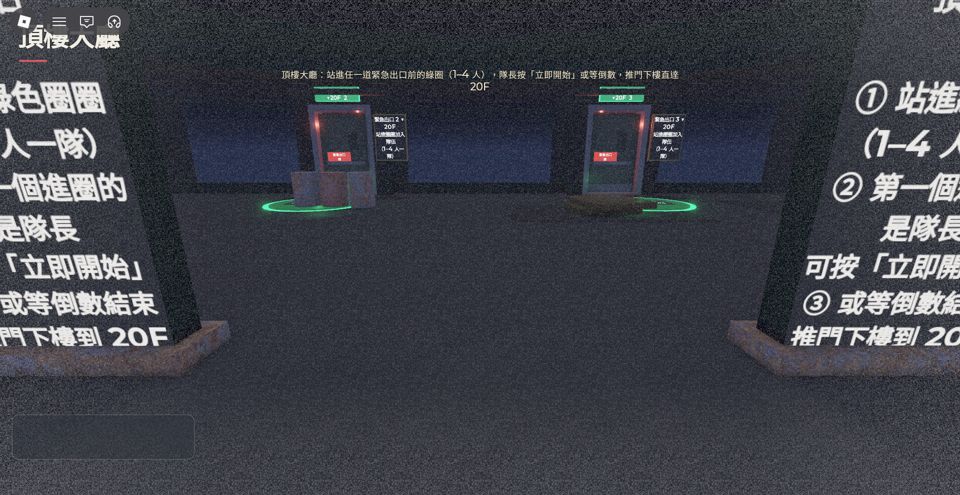 頂樓大廳
頂樓大廳：站進任一道緊急出口前的綠圈（1–4 人），隊長按「立即開始」或等倒數，推門下樓直達
20F
+20F 2
緊急出口 2
20F
站進圈圈加入
隊伍
（1–4 人一
隊）
+20F 3
緊急出口 3
20F
站進圈圈加入
隊伍
（1–4 人一
隊）
綠色圈圈
人一隊）
一個進圈的
是隊長
「立即開始」
或等倒數結束
門下樓到 20F
① 站進
（1–4 人
② 第一個
是隊長
可按「立即開
③ 或等倒數結
推門下樓到 20